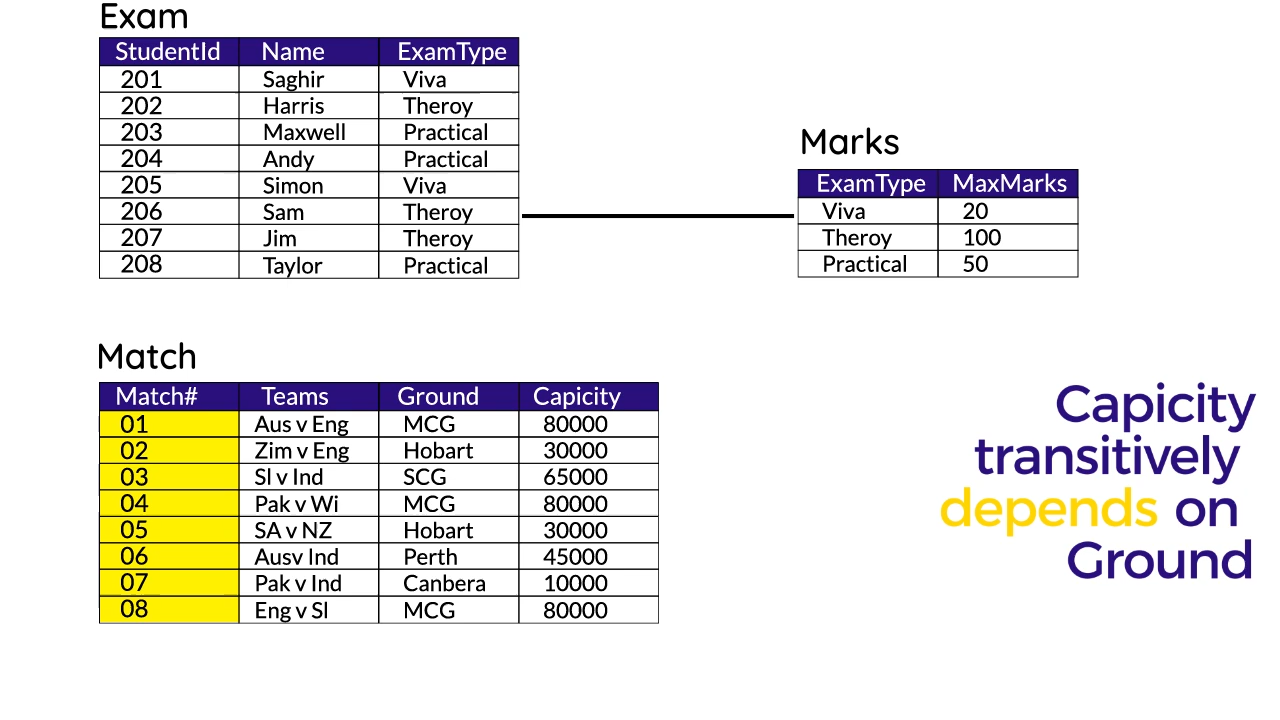 Exam
StudentId Name ExamType
201 Saghir Viva
202 Harris Theroy
203 Maxwell Practical
204 Andy Practical
205 Simon Viva
206 Sam Theroy
207 Jim Theroy
208 Taylor Practical
Marks
ExamType MaxMarks
Viva 20
Theroy 100
Practical 50
Match
Match# Teams Ground Capicity
01 Aus v Eng MCG 80000
02 Zim v Eng Hobart 30000
03 Sl v Ind SCG 65000
04 Pak v Wi MCG 80000
05 SA v NZ Hobart 30000
06 Ausv Ind Perth 45000
07 Pak v Ind Canbera 10000
08 Eng v Sl MCG 80000
Capicity
transitively
depends on
Ground